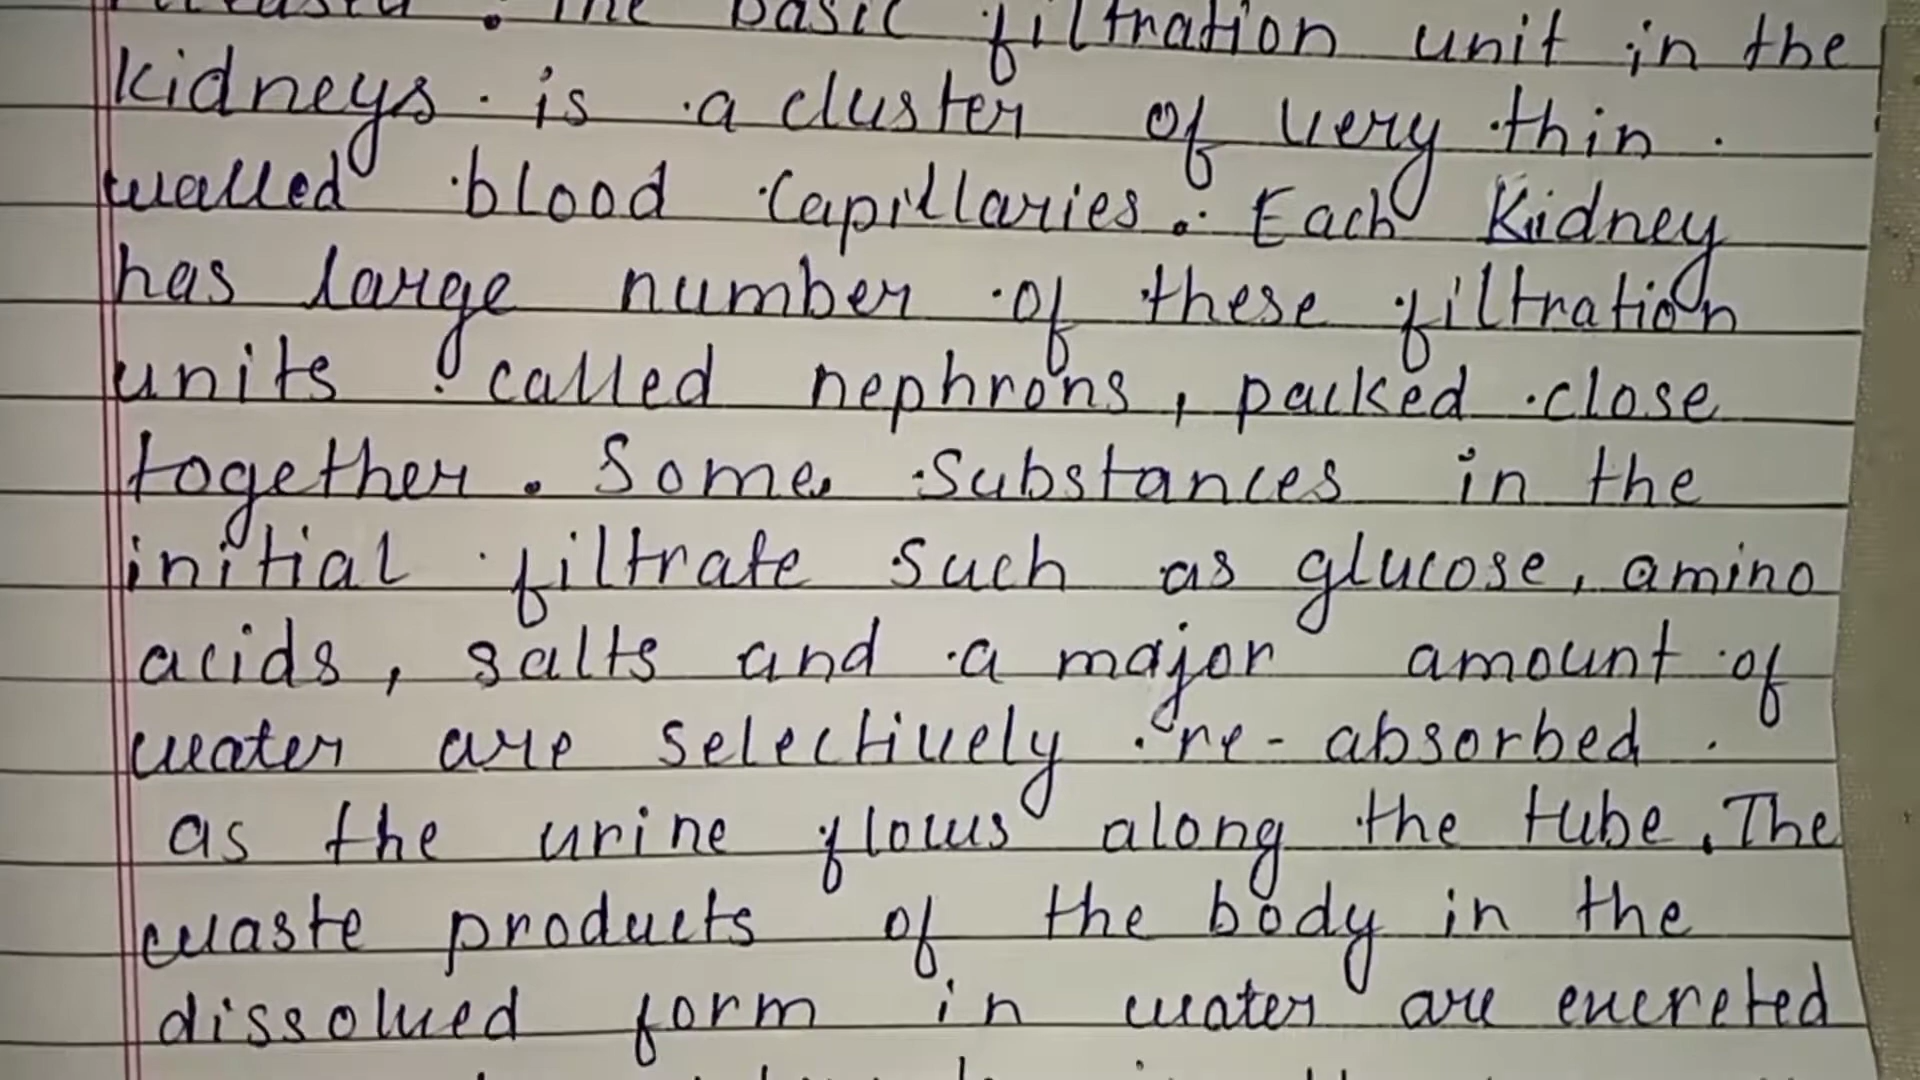 The basic filtration unit in the
kidneys is a cluster of very thin
walled blood capillaries. Each Kidney
has large number of these filtration
units called nephrons, packed close
together. Some substances in the
initial filtrate such as glucose, amino
acids, salts and a major amount of
water are selectively re-absorbed
as the urine flows along the tube. The
waste products of the body in the
dissolved form in water are excreted